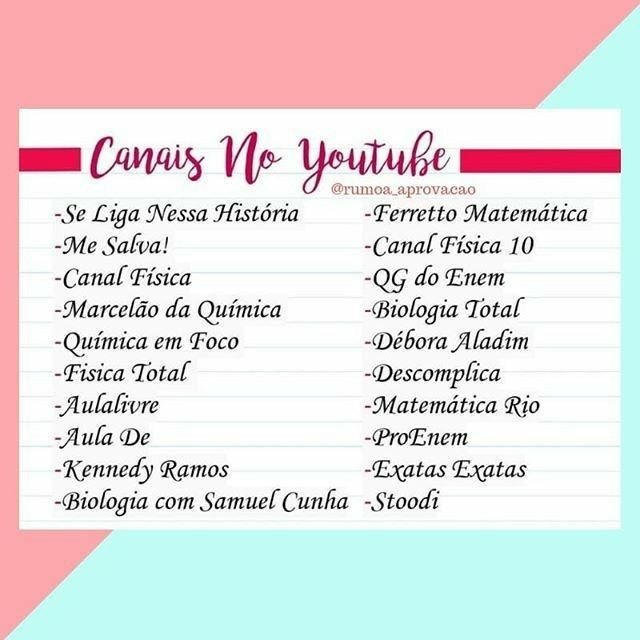 Canais No Youtube
@rumoa_aprovacao
-Se Liga Nessa História
-Me Salva!
-Canal Física
-Marcelão da Química
-Química em Foco
-Fisica Total
-Aulalivre
-Aula De
-Kennedy Ramos
-Biologia com Samuel Cunha
-Ferretto Matemática
-Canal Física 10
-QG do Enem
-Biologia Total
-Débora Aladim
-Descomplica
-Matemática Rio
-ProEnem
-Exatas Exatas
-Stoodi